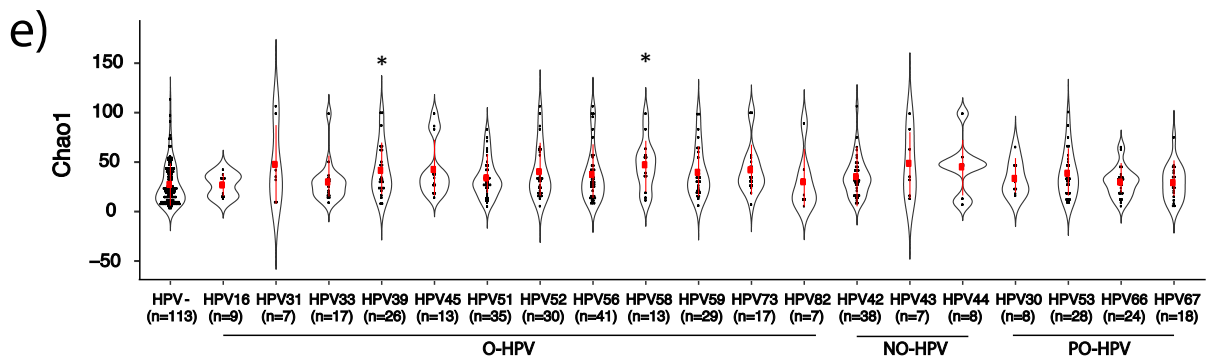 e)
Chao1
150
100
50
0
−50
* *
HPV- HPV16 HPV31 HPV33 HPV39 HPV45 HPV51 HPV52 HPV56 HPV58 HPV59 HPV73 HPV82 HPV42 HPV43 HPV44 HPV30 HPV53 HPV66 HPV67
(n=113) (n=9) (n=7) (n=17) (n=26) (n=13) (n=35) (n=30) (n=41) (n=13) (n=29) (n=17) (n=7) (n=38) (n=7) (n=8) (n=8) (n=28) (n=24) (n=18)
O-HPV NO-HPV PO-HPV